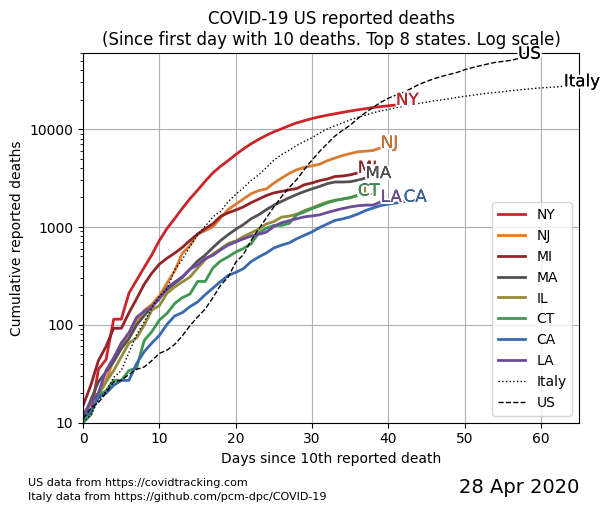 COVID-19 US reported deaths
(Since first day with 10 deaths. Top 8 states. Log scale)
US
Italy
NY
NJ
MI
MA
CT
LA
CA
10000
1000
100
10
Cumulative reported deaths
NY
NJ
MI
MA
IL
CT
CA
LA
Italy
US
0 10 20 30 40 50 60
Days since 10th reported death
US data from https://covidtracking.com
Italy data from https://github.com/pcm-dpc/COVID-19
28 Apr 2020